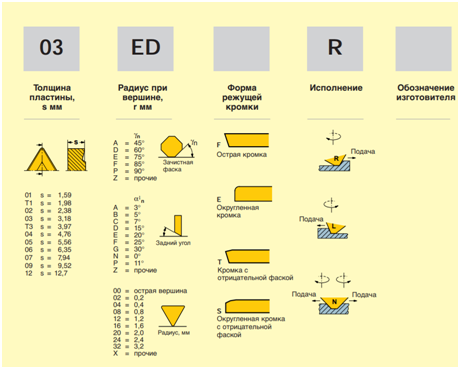 03
ED
R
Толщина
пластины,
s мм
Радиус при
вершине,
r мм
Форма
режущей
кромки
Исполнение
Обозначение
изготовителя
s
01 s = 1,59
T1 s = 1,98
02 s = 2,38
03 s = 3,18
T3 s = 3,97
04 s = 4,76
05 s = 5,56
06 s = 6,35
07 s = 7,94
09 s = 9,52
12 s = 12,7
'/n
A = 45°
D = 60°
E = 75°
F = 85°
P = 90°
Z = прочие
'/n
Зачистная
фаска
α'n
A = 3°
B = 5°
C = 7°
D = 15°
E = 20°
F = 25°
G = 30°
N = 0°
P = 11°
Z = прочие
Задний угол
00 = острая вершина
02 = 0,2
04 = 0,4
08 = 0,8
12 = 1,2
16 = 1,6
20 = 2,0
24 = 2,4
32 = 3,2
X = прочие
Радиус, мм
F
Острая кромка
E
Округленная
кромка
T
Кромка с
отрицательной фаской
S
Округленная кромка
с отрицательной
фаской
Подача
R
Подача
L
Подача
Подача
N